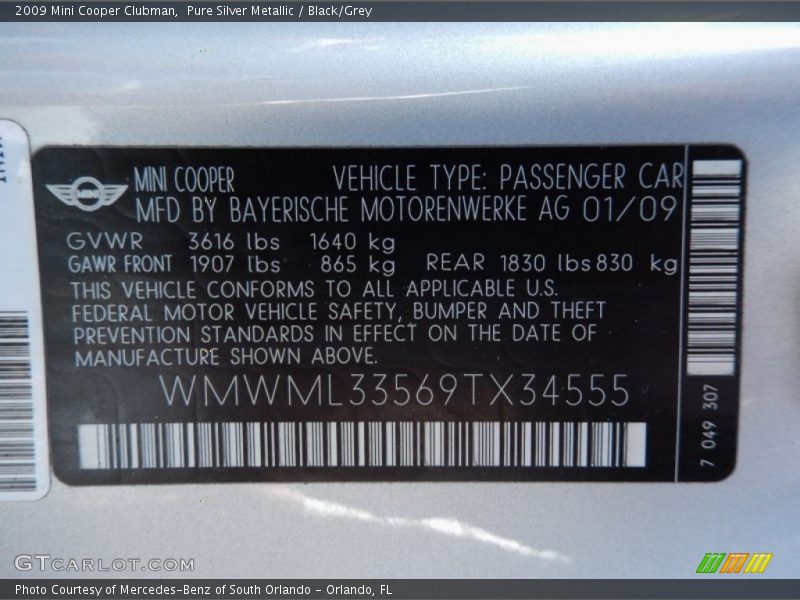 2009 Mini Cooper Clubman, Pure Silver Metallic / Black/Grey
MINI
MINI COOPER VEHICLE TYPE: PASSENGER CAR
MFD BY BAYERISCHE MOTORENWERKE AG 01/09
GVWR 3616 lbs 1640 kg
GAWR FRONT 1907 lbs 865 kg REAR 1830 lbs 830 kg
THIS VEHICLE CONFORMS TO ALL APPLICABLE U.S.
FEDERAL MOTOR VEHICLE SAFETY, BUMPER AND THEFT
PREVENTION STANDARDS IN EFFECT ON THE DATE OF
MANUFACTURE SHOWN ABOVE.
WMWML33569TX34555
7 049 307
GTCARLOT.COM
Photo Courtesy of Mercedes-Benz of South Orlando - Orlando, FL